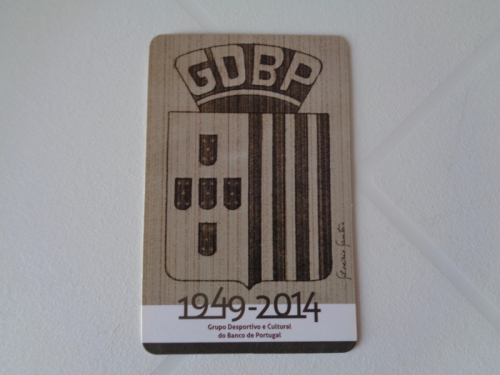 GDBP
1949-2014
Grupo Desportivo e Cultural
do Banco de Portugal